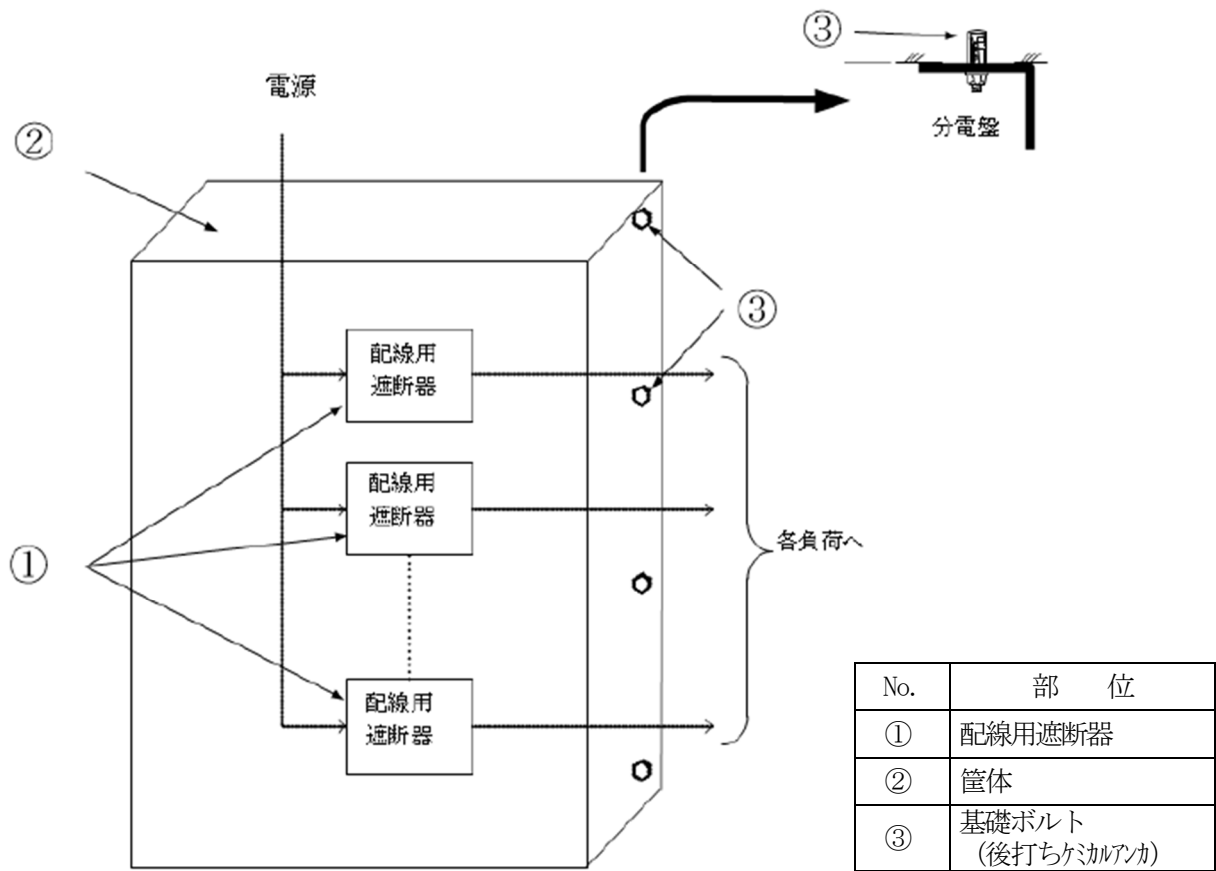 ③
電源
②
分電盤
③
配線用
遮断器
配線用
遮断器
各負荷へ
①
配線用
遮断器
No. 部 位
① 配線用遮断器
② 筐体
③ 基礎ボルト
(後打ちｹﾐｶﾙｱﾝｶ)